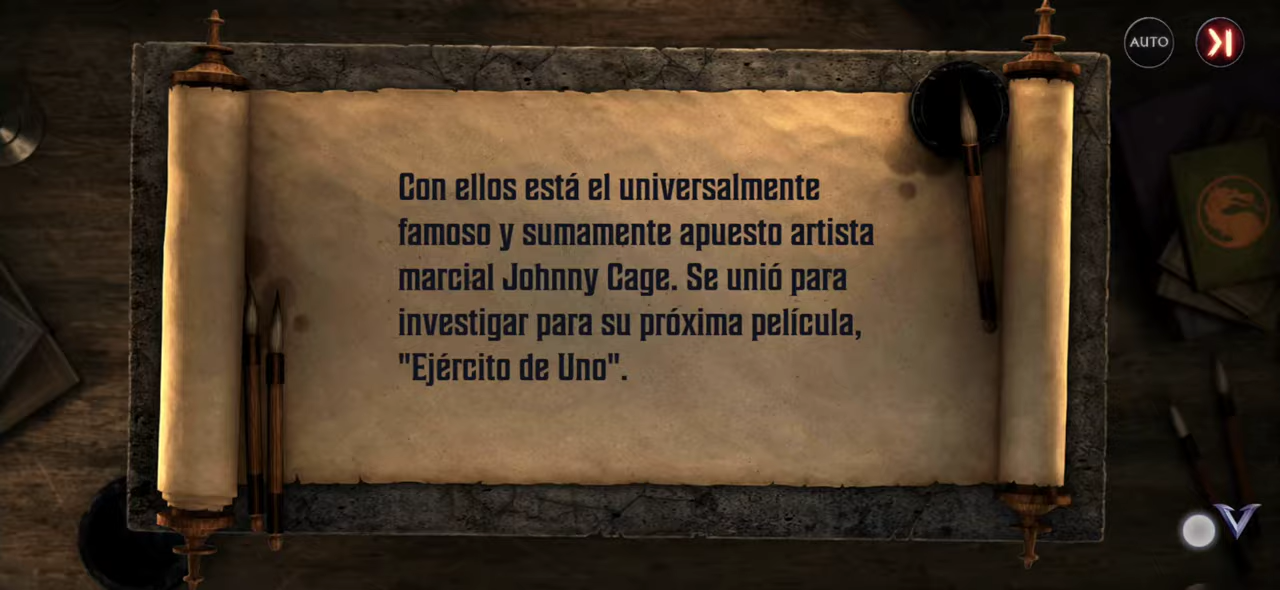 AUTO
Con ellos está el universalmente
famoso y sumamente apuesto artista
marcial Johnny Cage. Se unió para
investigar para su próxima película,
"Ejército de Uno".